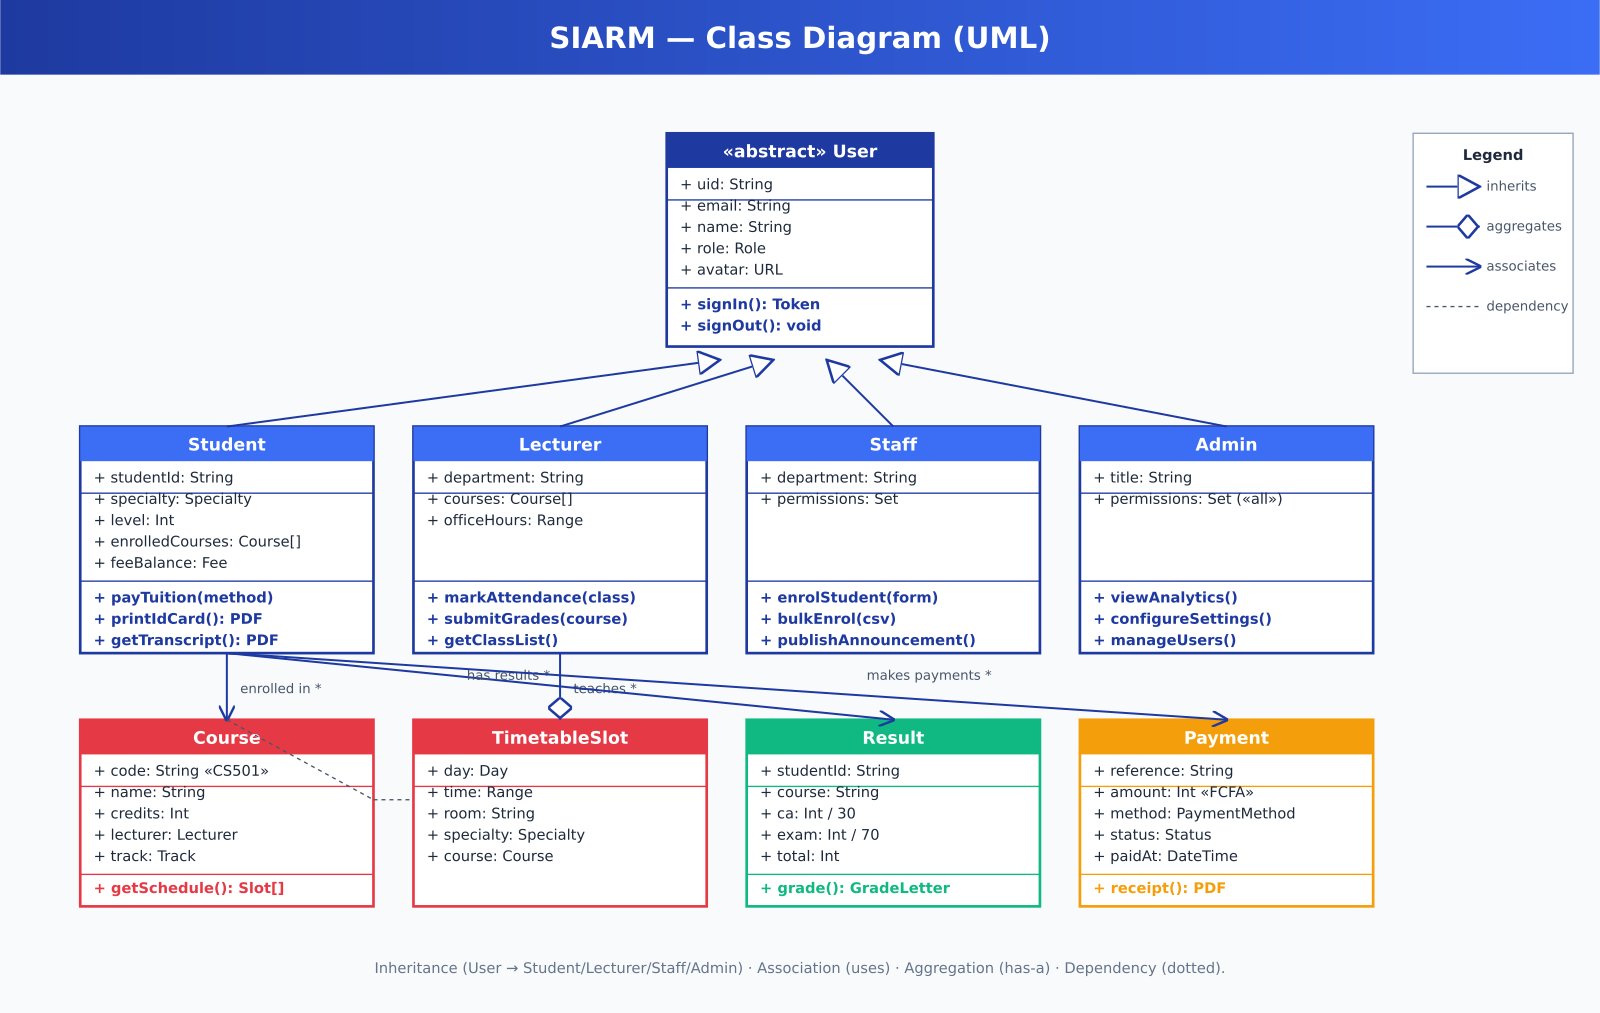 SIARM — Class Diagram (UML)
«abstract» User
+ uid: String
+ email: String
+ name: String
+ role: Role
+ avatar: URL
+ signIn(): Token
+ signOut(): void
Legend
inherits
aggregates
associates
dependency
Student
+ studentId: String
+ specialty: Specialty
+ level: Int
+ enrolledCourses: Course[]
+ feeBalance: Fee
+ payTuition(method)
+ printIdCard(): PDF
+ getTranscript(): PDF
Lecturer
+ department: String
+ courses: Course[]
+ officeHours: Range
+ markAttendance(class)
+ submitGrades(course)
+ getClassList()
Staff
+ department: String
+ permissions: Set
+ enrolStudent(form)
+ bulkEnrol(csv)
+ publishAnnouncement()
Admin
+ title: String
+ permissions: Set («all»)
+ viewAnalytics()
+ configureSettings()
+ manageUsers()
enrolled in *
has results *
teaches *
makes payments *
Course
+ code: String «CS501»
+ name: String
+ credits: Int
+ lecturer: Lecturer
+ track: Track
+ getSchedule(): Slot[]
TimetableSlot
+ day: Day
+ time: Range
+ room: String
+ specialty: Specialty
+ course: Course
Result
+ studentId: String
+ course: String
+ ca: Int / 30
+ exam: Int / 70
+ total: Int
+ grade(): GradeLetter
Payment
+ reference: String
+ amount: Int «FCFA»
+ method: PaymentMethod
+ status: Status
+ paidAt: DateTime
+ receipt(): PDF
Inheritance (User → Student/Lecturer/Staff/Admin) · Association (uses) · Aggregation (has-a) · Dependency (dotted).